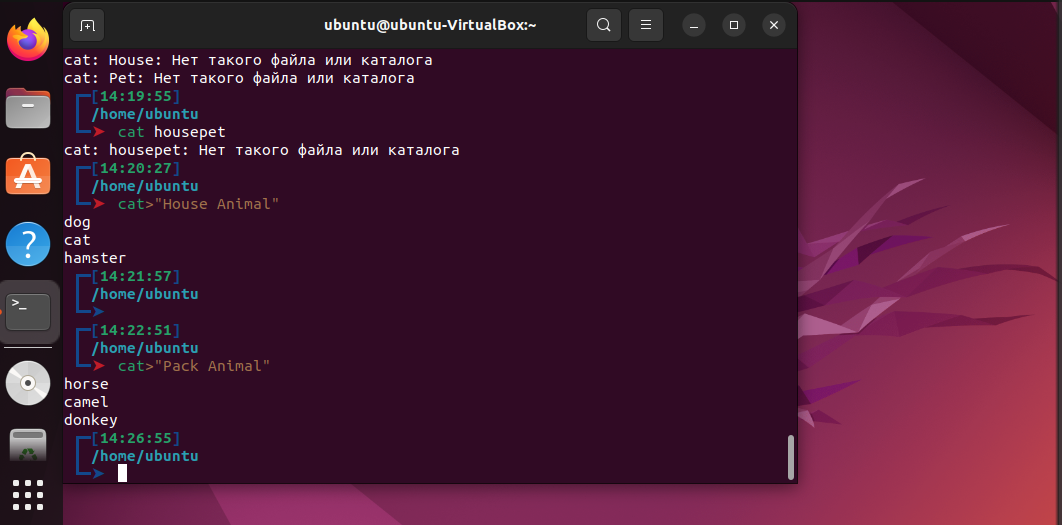 ubuntu@ubuntu-VirtualBox:~
cat: House: Нет такого файла или каталога
cat: Pet: Нет такого файла или каталога
[14:19:55]
/home/ubuntu
cat housepet
cat: housepet: Нет такого файла или каталога
[14:20:27]
/home/ubuntu
cat>"House Animal"
dog
cat
hamster
[14:21:57]
/home/ubuntu
[14:22:51]
/home/ubuntu
cat>"Pack Animal"
horse
camel
donkey
[14:26:55]
/home/ubuntu